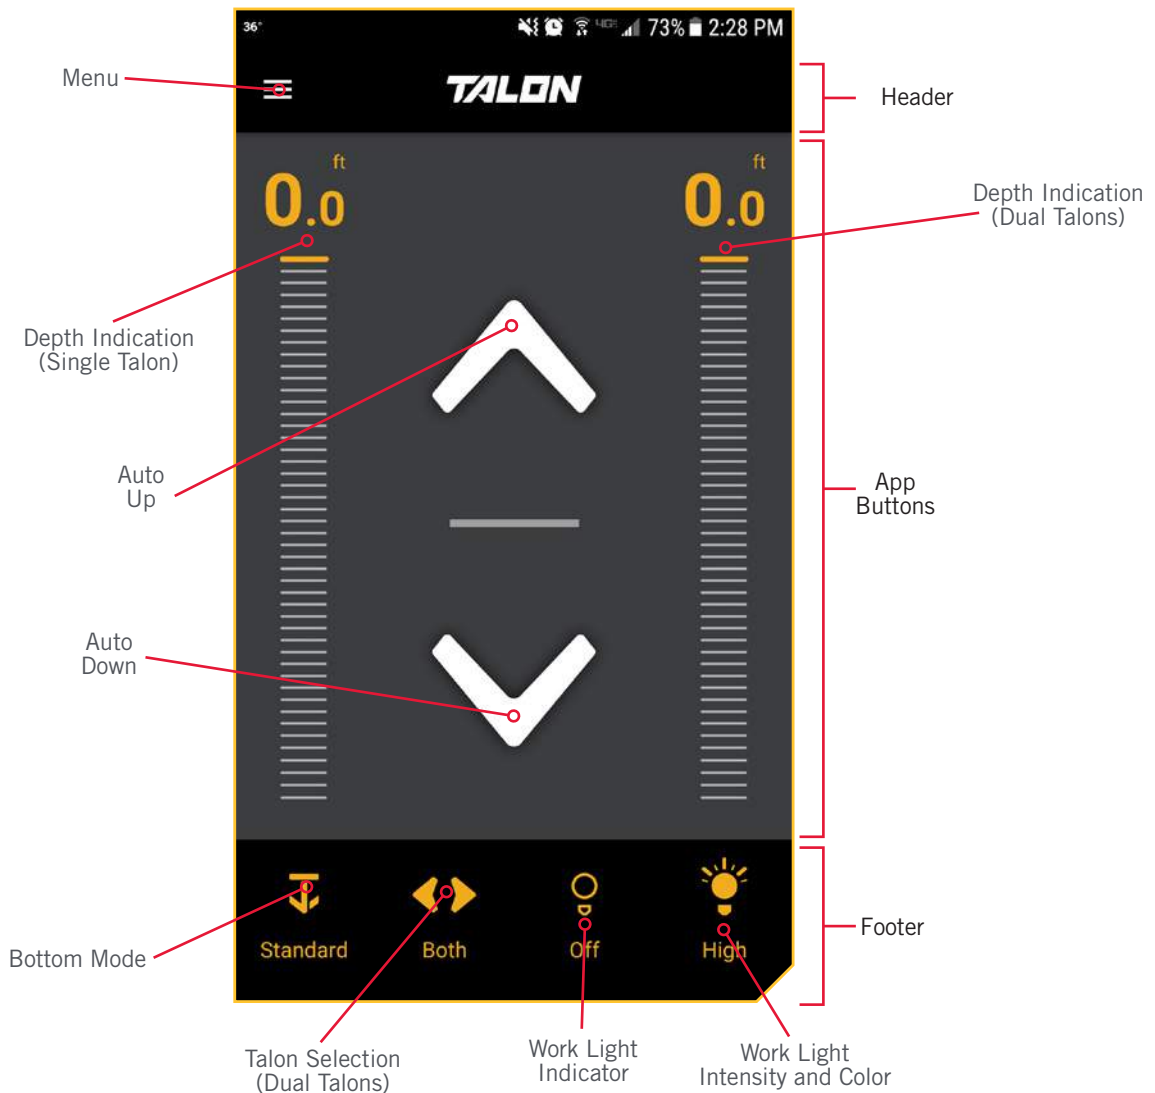 36°
73% 2:28 PM
Menu
TALON
Header
ft
0.0
ft
0.0
Depth Indication
(Dual Talons)
Depth Indication
(Single Talon)
Auto
Up
App
Buttons
Auto
Down
Standard
Both
Off
High
Footer
Bottom Mode
Talon Selection
(Dual Talons)
Work Light
Indicator
Work Light
Intensity and Color